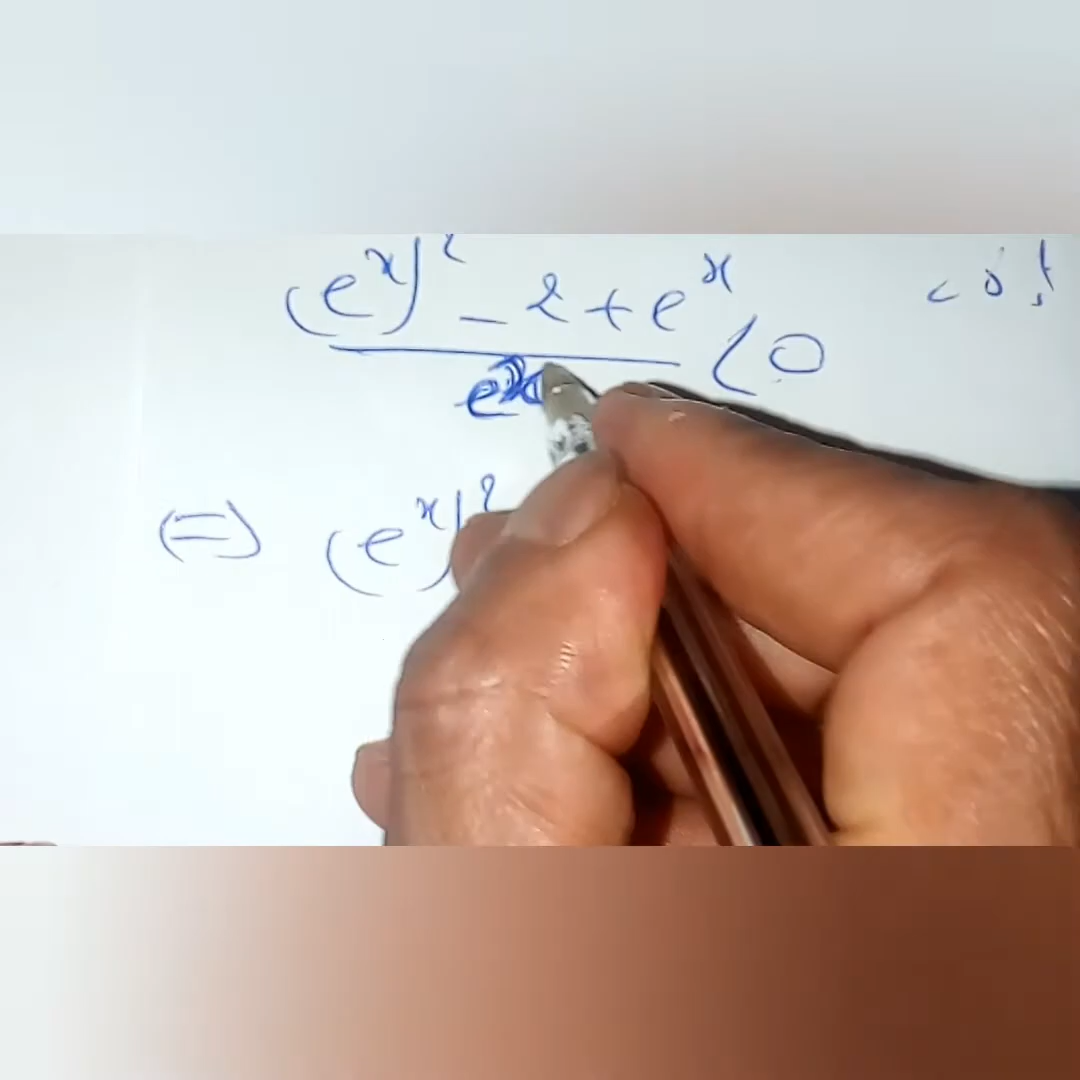 (e^x)^2 - 2 + e^x / e^x < 0
⇔ (e^x)^2